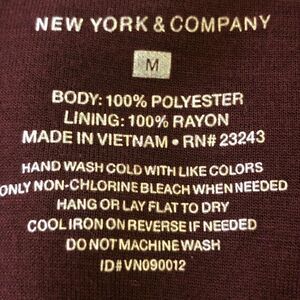 NEW YORK & COMPANY
M
BODY: 100% POLYESTER
LINING: 100% RAYON
MADE IN VIETNAM • RN# 23243
HAND WASH COLD WITH LIKE COLORS
ONLY NON-CHLORINE BLEACH WHEN NEEDED
HANG OR LAY FLAT TO DRY
COOL IRON ON REVERSE IF NEEDED
DO NOT MACHINE WASH
ID#VN090012